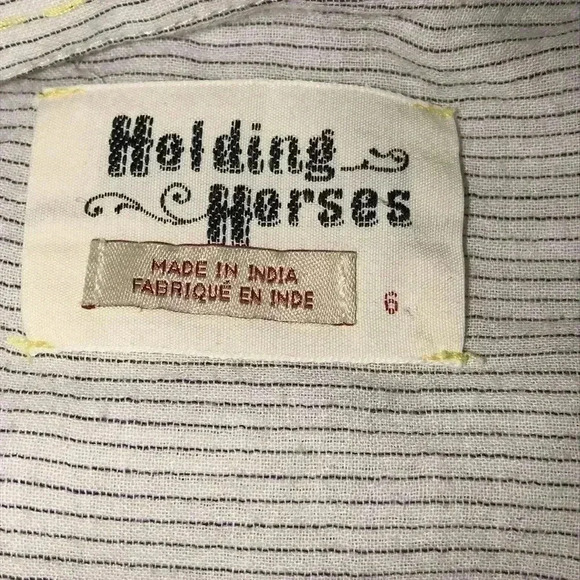 Holding
Horses
MADE IN INDIA
FABRIQUÉ EN INDE
6